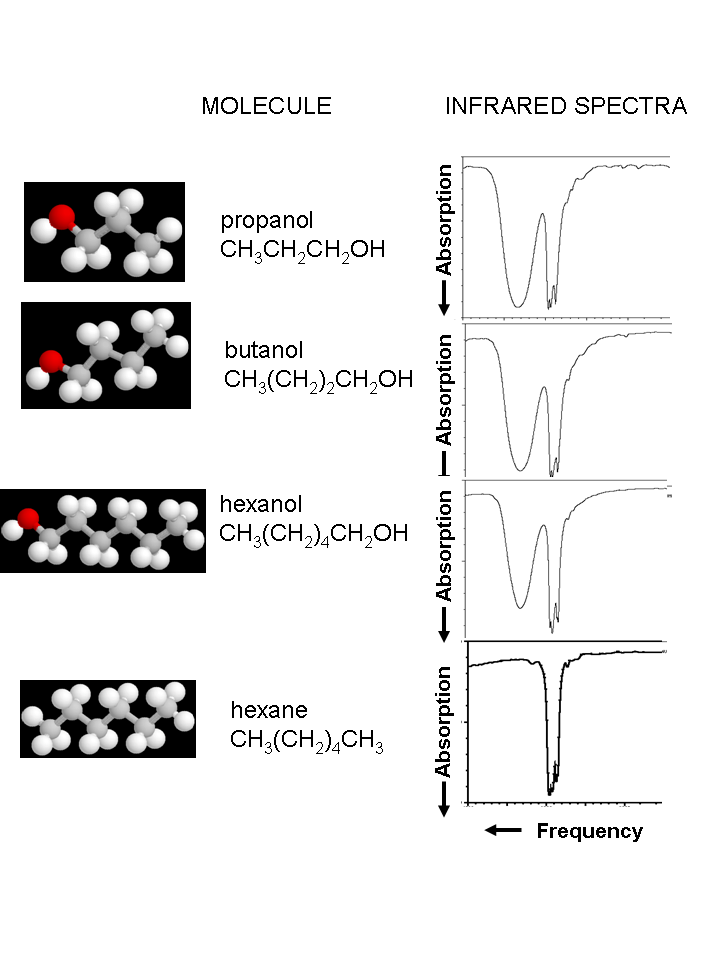 MOLECULE
INFRARED SPECTRA
propanol
CH₃CH₂CH₂OH
Absorption
butanol
CH₃(CH₂)₂CH₂OH
Absorption
hexanol
CH₃(CH₂)₄CH₂OH
Absorption
hexane
CH₃(CH₂)₄CH₃
Absorption
Frequency